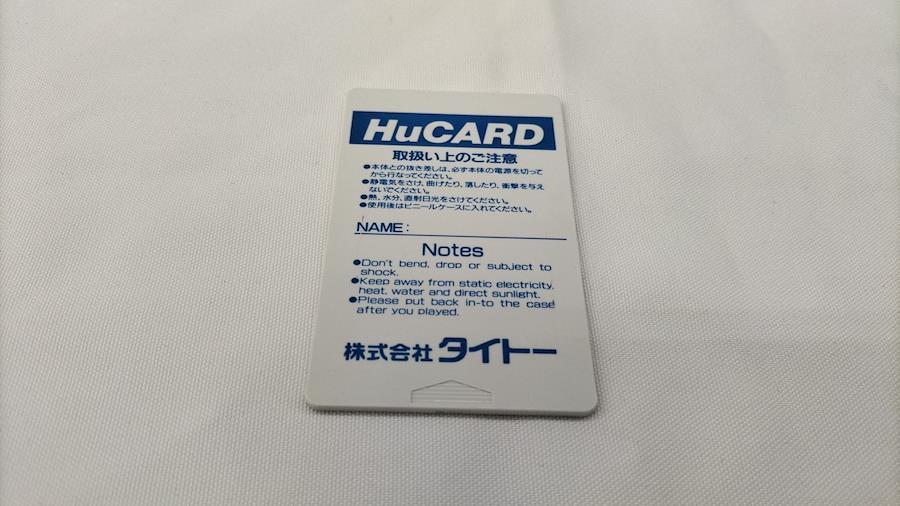 HuCARD
取扱い上のご注意
●本体との抜き差しは、必ず本体の電源を切って
から行なってください。
●静電気をさけ、曲げたり、落したり、衝撃を与え
ないでください。
●熱、水分、直射日光をさけてください。
●使用後はビニールケースに入れてください。
NAME:
Notes
●Don't bend, drop or subject to
shock.
●Keep away from static electricity,
heat, water and direct sunlight.
●Please put back in-to the case
after you played.
株式会社 タイトー